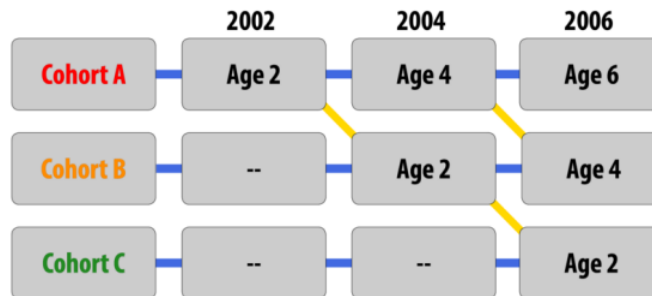 2002 2004 2006
Cohort A Age 2 Age 4 Age 6
Cohort B -- Age 2 Age 4
Cohort C -- -- Age 2